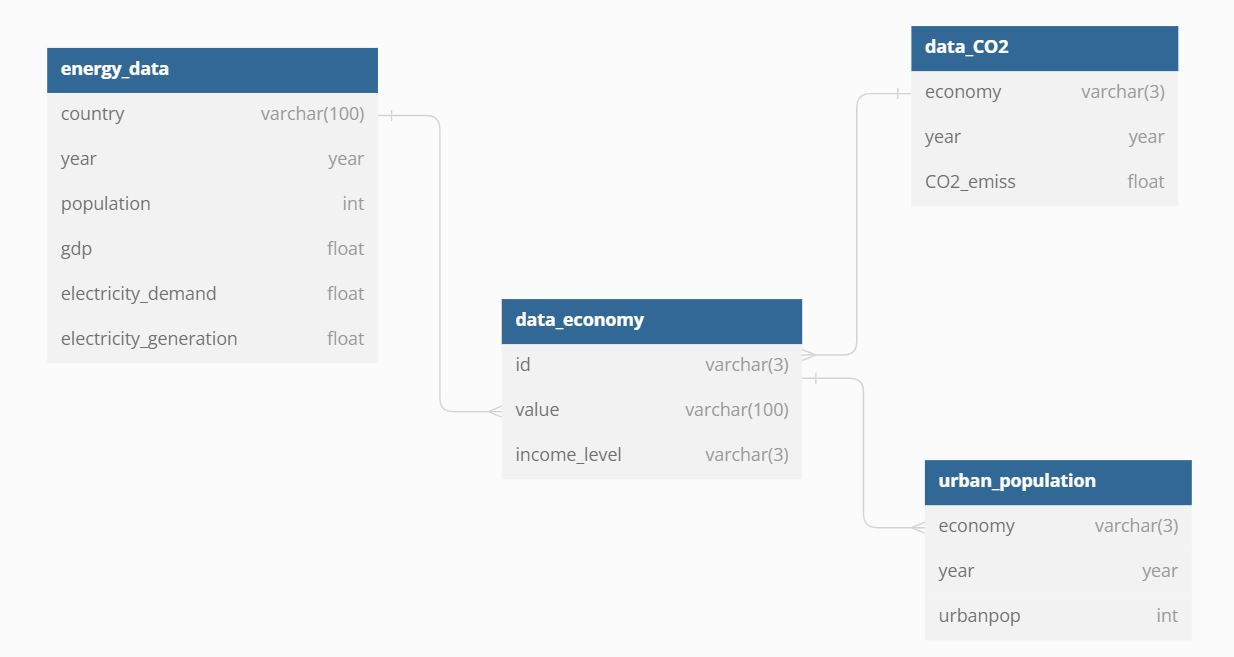 energy_data
country varchar(100)
year year
population int
gdp float
electricity_demand float
electricity_generation float
data_CO2
economy varchar(3)
year year
CO2_emiss float
data_economy
id varchar(3)
value varchar(100)
income_level varchar(3)
urban_population
economy varchar(3)
year year
urbanpop int